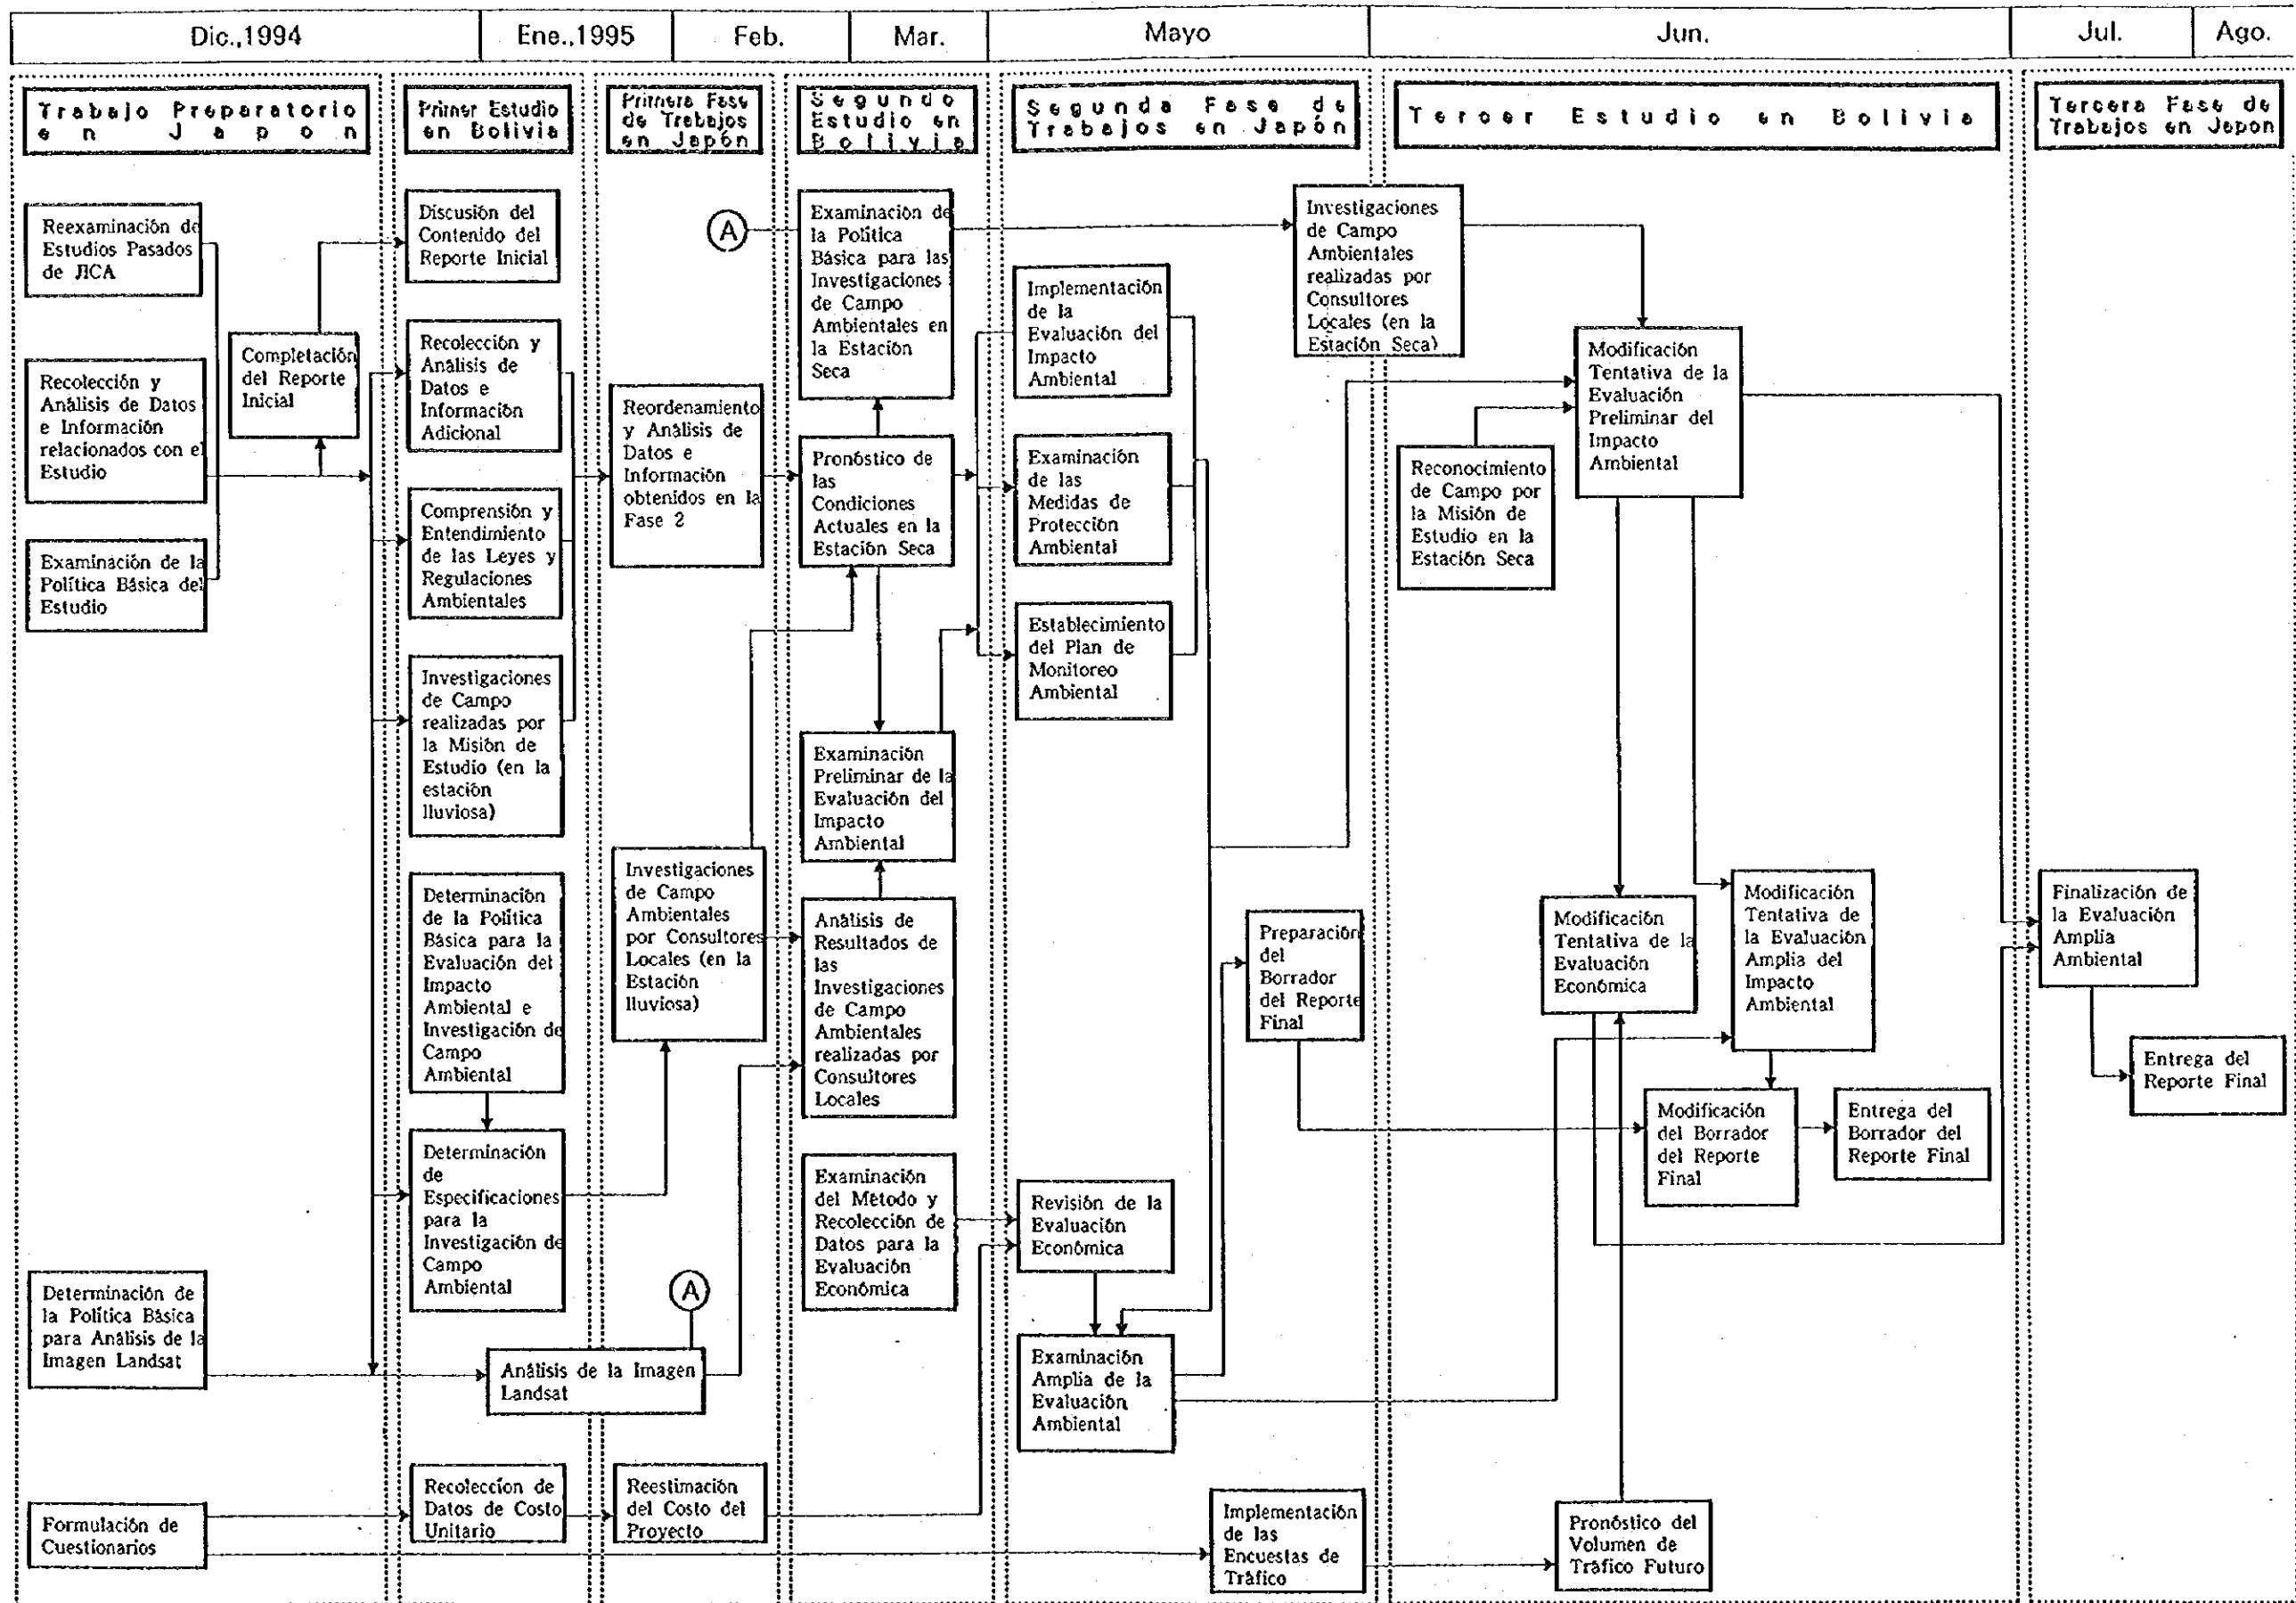 Dic.,1994
Ene.,1995
Feb.
Mar.
Mayo
Jun.
Jul.
Ago.
Trabajo Preparatorio
en Japon
Primer Estudio
en Bolivia
Primera Fase
de Trabajos
en Japón
Segundo
Estudio en
Bolivia
Segunda Fase de
Trabajos en Japón
Tercer Estudio en Bolivia
Tercera Fase de
Trabajos en Japon
Reexaminación de
Estudios Pasados
de JICA
Recolección y
Análisis de Datos
e Información
relacionados con el
Estudio
Examinación de la
Política Básica del
Estudio
Completación
del Reporte
Inicial
Determinación de
la Política Básica
para Análisis de la
Imagen Landsat
Formulación de
Cuestionarios
Discusión del
Contenido del
Reporte Inicial
Recolección y
Análisis de
Datos e
Información
Adicional
Comprensión y
Entendimiento
de las Leyes y
Regulaciones
Ambientales
Investigaciones
de Campo
realizadas por
la Misión de
Estudio (en la
estación
lluviosa)
Determinación
de la Política
Básica para la
Evaluación del
Impacto
Ambiental e
Investigación de
Campo
Ambiental
Determinación
de
Especificaciones
para la
Investigación de
Campo
Ambiental
Análisis de la Imagen
Landsat
A
Recolección de
Datos de Costo
Unitario
A
Reordenamiento
y Análisis de
Datos e
Información
obtenidos en la
Fase 2
Investigaciones
de Campo
Ambientales
por Consultores
Locales (en la
Estación
lluviosa)
Reestimación
del Costo del
Proyecto
Examinación de
la Política
Básica para las
Investigaciones
de Campo
Ambientales en
la Estación
Seca
Pronóstico de
las
Condiciones
Actuales en la
Estación Seca
Examinación
Preliminar de la
Evaluación del
Impacto
Ambiental
Análisis de
Resultados de
las
Investigaciones
de Campo
Ambientales
realizadas por
Consultores
Locales
Examinación
del Método y
Recolección de
Datos para la
Evaluación
Económica
Implementación
de la
Evaluación del
Impacto
Ambiental
Examinación
de las
Medidas de
Protección
Ambiental
Establecimiento
del Plan de
Monitoreo
Ambiental
Revisión de la
Evaluación
Económica
Examinación
Amplia de la
Evaluación
Ambiental
Preparación
del
Borrador
del Reporte
Final
Implementación
de las
Encuestas de
Tráfico
Investigaciones
de Campo
Ambientales
realizadas por
Consultores
Locales (en la
Estación Seca)
Reconocimiento
de Campo por
la Misión de
Estudio en la
Estación Seca
Modificación
Tentativa de la
Evaluación
Preliminar del
Impacto
Ambiental
Modificación
Tentativa de la
Evaluación
Económica
Modificación
Tentativa de
la Evaluación
Amplia del
Impacto
Ambiental
Modificación
del Borrador
del Reporte
Final
Entrega del
Borrador del
Reporte Final
Pronóstico del
Volumen de
Tráfico Futuro
Finalización de
la Evaluación
Amplia
Ambiental
Entrega del
Reporte Final